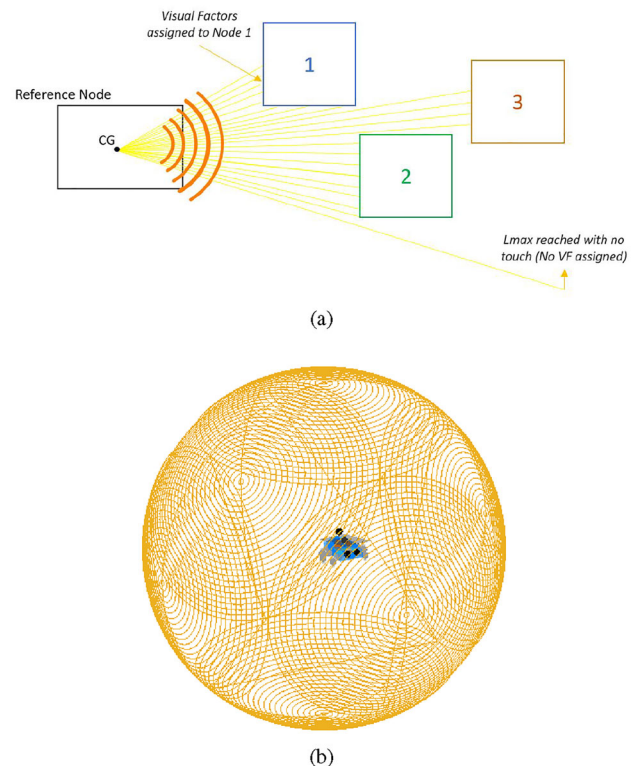 Visual Factors
assigned to Node 1
1
3
Reference Node
CG
2
Lmax reached with no
touch (No VF assigned)
(a)
(b)